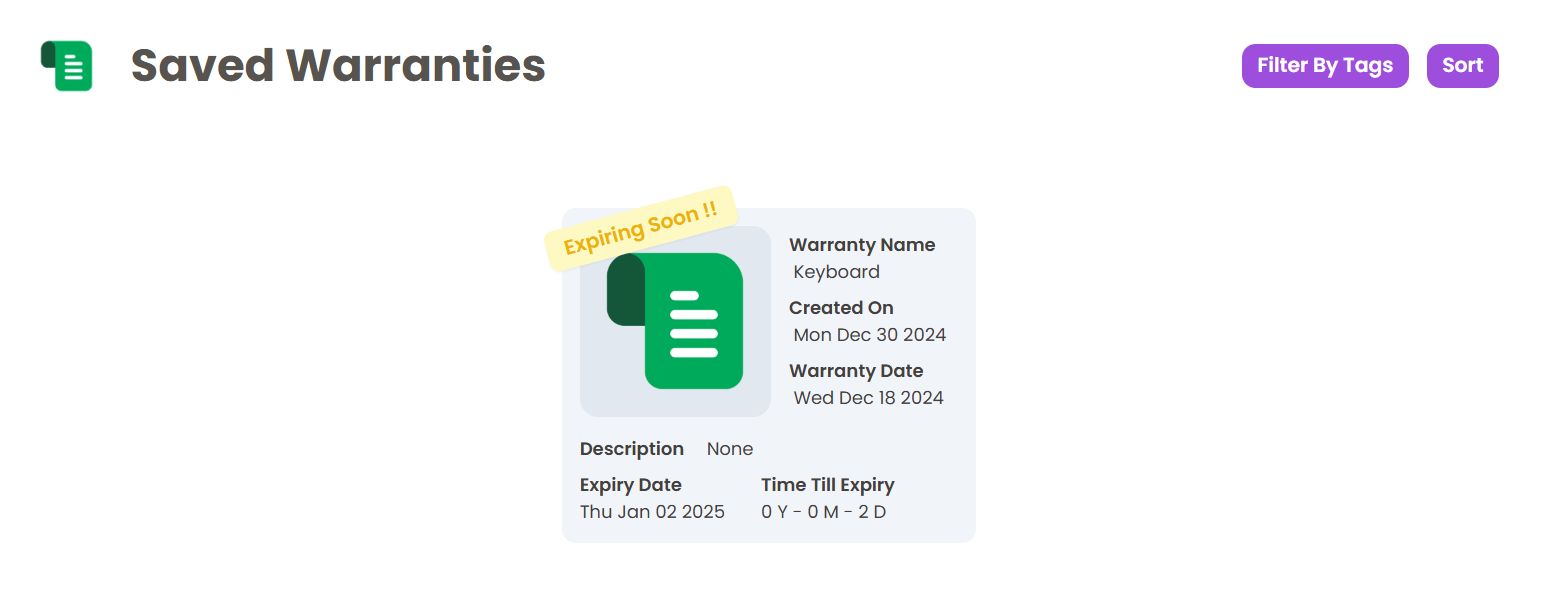 Saved Warranties
Filter By Tags
Sort
Expiring Soon !!
Warranty Name
Keyboard
Created On
Mon Dec 30 2024
Warranty Date
Wed Dec 18 2024
Description None
Expiry Date
Thu Jan 02 2025
Time Till Expiry
0 Y - 0 M - 2 D